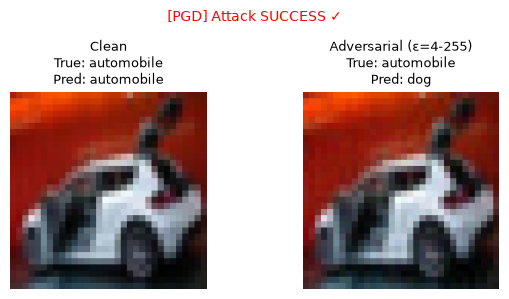 [PGD] Attack SUCCESS ✓
Clean
True: automobile
Pred: automobile
Adversarial (ε=4-255)
True: automobile
Pred: dog